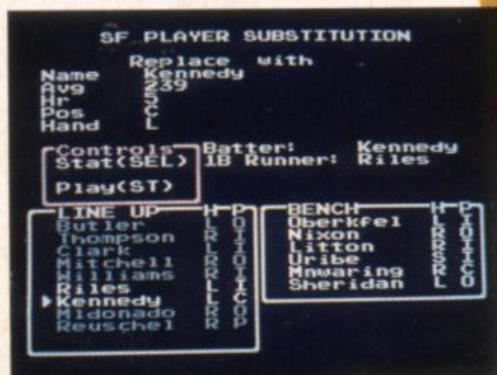 SF PLAYER SUBSTITUTION
Replace with
Name Kennedy
Avg 239
Hr 5
Pos C
Hand L
Controls
Stat(SEL)
Play(ST)
Batter: Kennedy
1B Runner: Riles
LINE UP H P
Butler L O
Thompson R I
Clark L I
Mitchell R O
Williams R I
Riles L I
Kennedy L C
Mldonado R O
Reuschel R P
BENCH H P
Oberkfel L I
Nixon R O
Litton R I
Uribe S I
Mnwaring R C
Sheridan L O